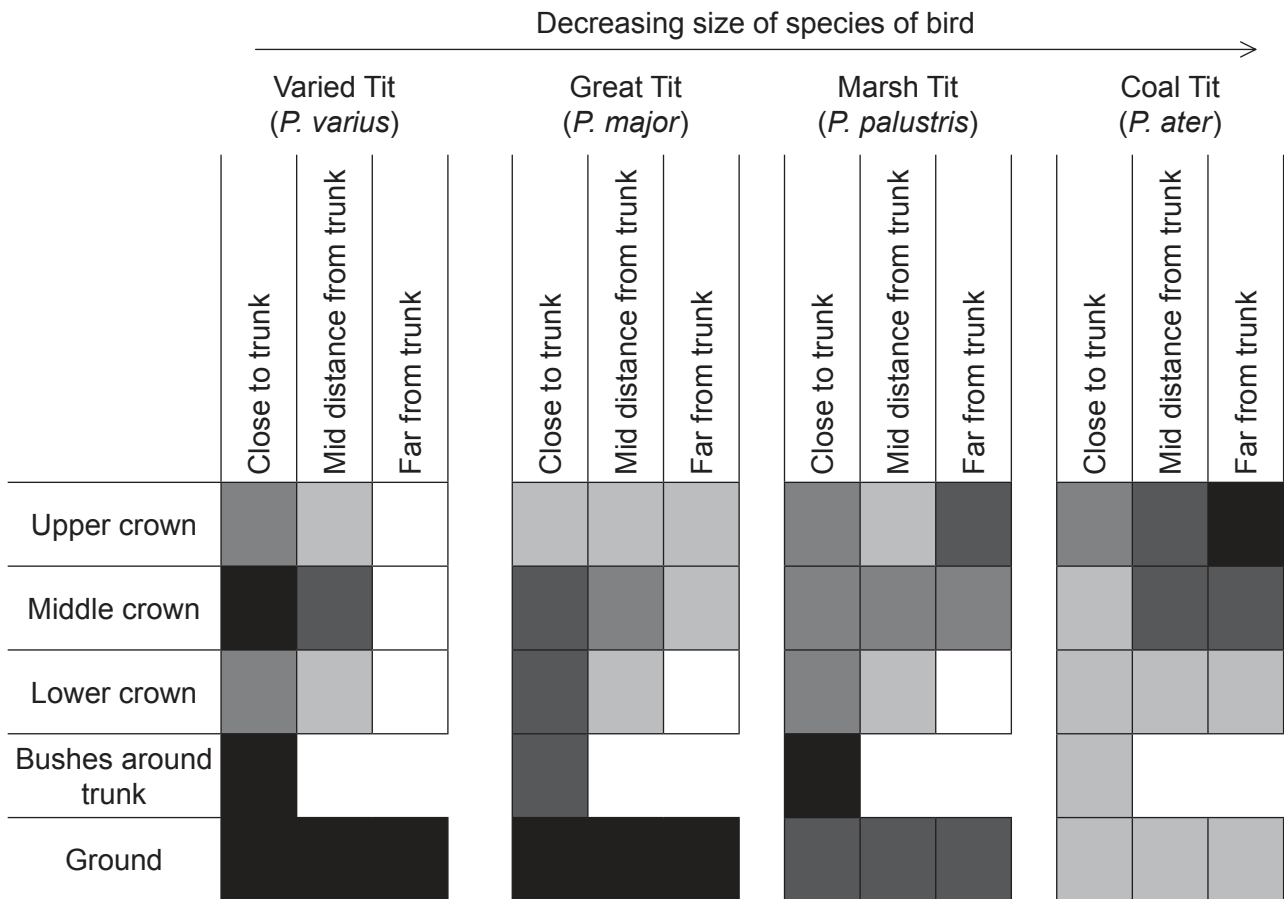 Decreasing size of species of bird
Varied Tit
(P. varius)
Great Tit
(P. major)
Marsh Tit
(P. palustris)
Coal Tit
(P. ater)
Close to trunk
Mid distance from trunk
Far from trunk
Close to trunk
Mid distance from trunk
Far from trunk
Close to trunk
Mid distance from trunk
Far from trunk
Close to trunk
Mid distance from trunk
Far from trunk
Upper crown
Middle crown
Lower crown
Bushes around
trunk
Ground